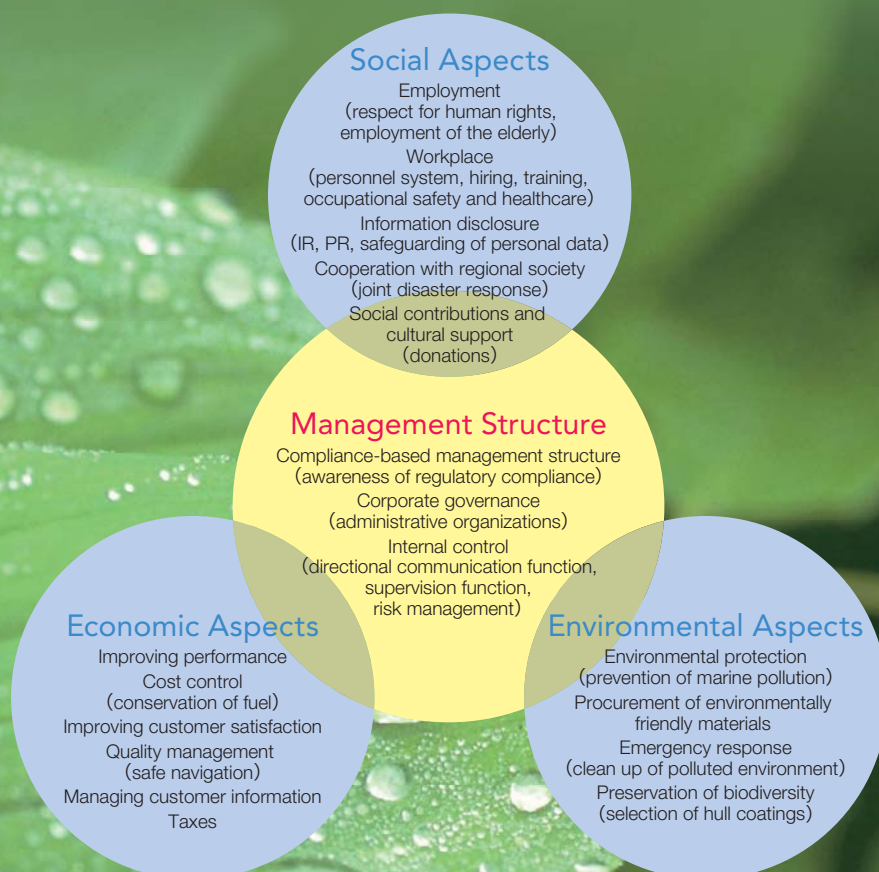 Social Aspects
Employment
(respect for human rights,
employment of the elderly)
Workplace
(personnel system, hiring, training,
occupational safety and healthcare)
Information disclosure
(IR, PR, safeguarding of personal data)
Cooperation with regional society
(joint disaster response)
Social contributions and
cultural support
(donations)
Management Structure
Compliance-based management structure
(awareness of regulatory compliance)
Corporate governance
(administrative organizations)
Internal control
(directional communication function,
supervision function,
risk management)
Economic Aspects
Improving performance
Cost control
(conservation of fuel)
Improving customer satisfaction
Quality management
(safe navigation)
Managing customer information
Taxes
Environmental Aspects
Environmental protection
(prevention of marine pollution)
Procurement of environmentally
friendly materials
Emergency response
(clean up of polluted environment)
Preservation of biodiversity
(selection of hull coatings)